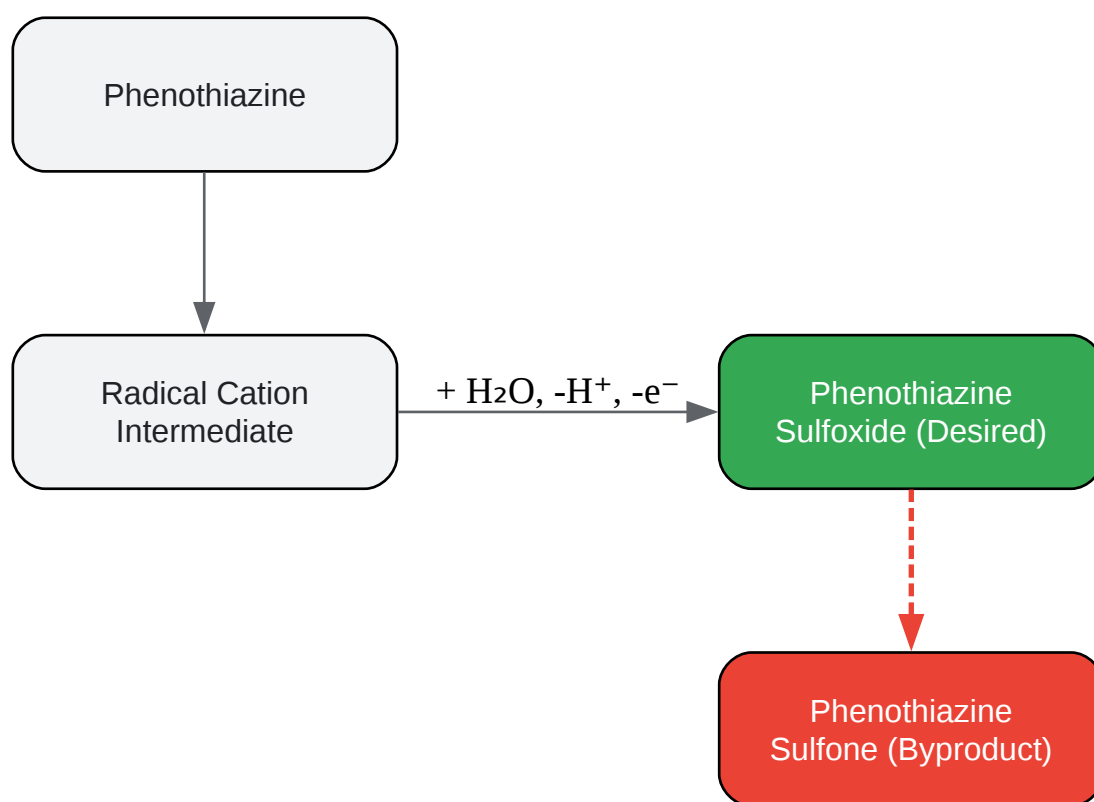 Phenothiazine
Radical Cation
Intermediate
+ H₂O, -H⁺, -e⁻
Phenothiazine
Sulfoxide (Desired)
Phenothiazine
Sulfone (Byproduct)